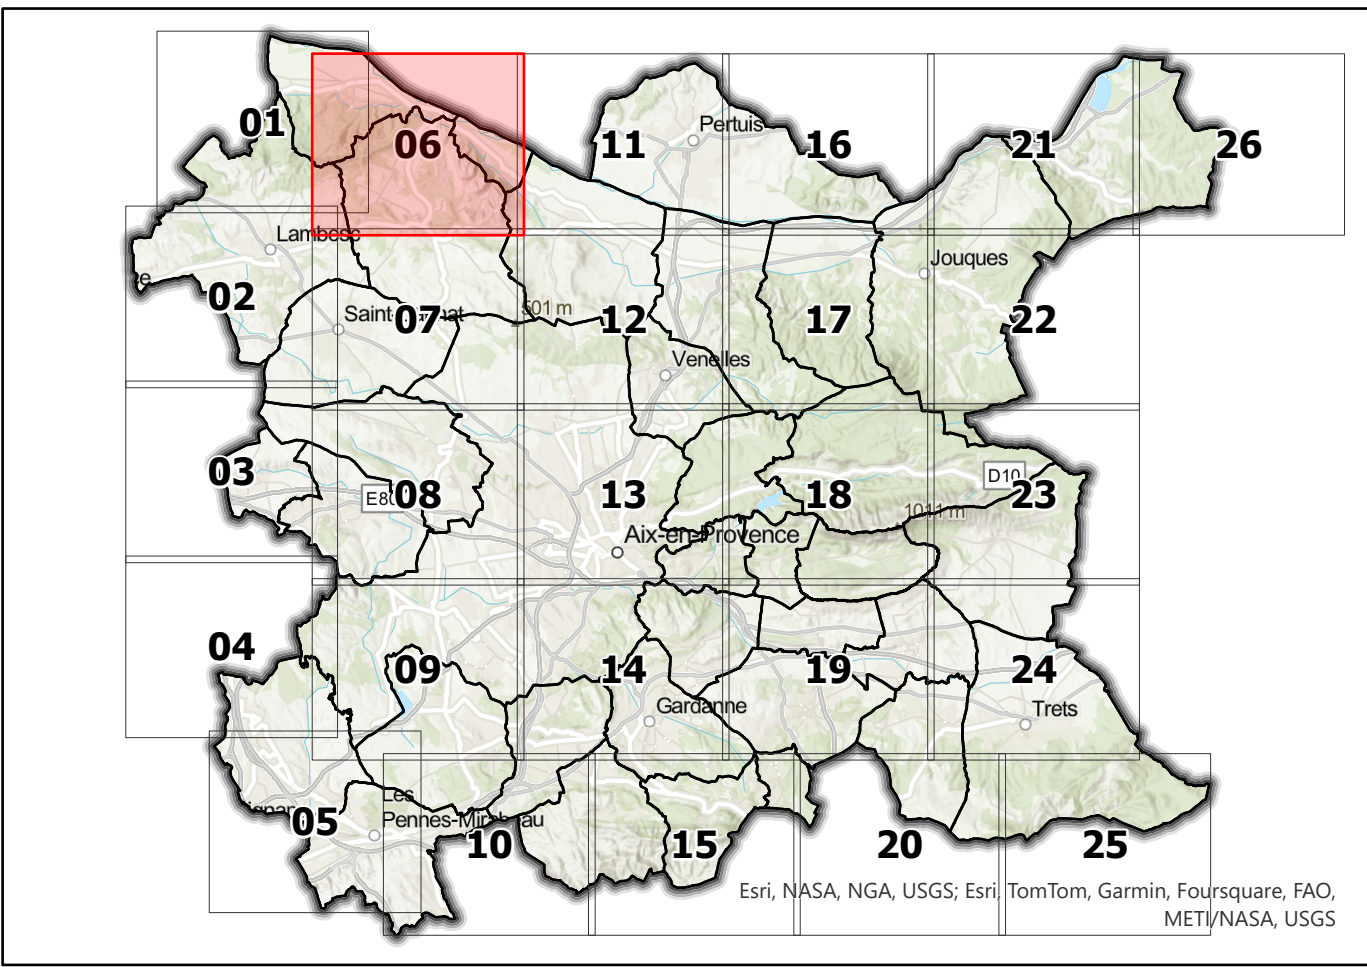 01
06
11
Pertuis
16
21
26
Lambesc
Jouques
02
07
501 m
12
17
22
Venelles
03
E80
08
13
18
D10
23
1011 m
Aix-en-Provence
04
09
14
19
24
Gardanne
Trets
05
Les
Pennes-Mirabeau
10
15
20
25
Esri, NASA, NGA, USGS; Esri, TomTom, Garmin, Foursquare, FAO,
METI/NASA, USGS